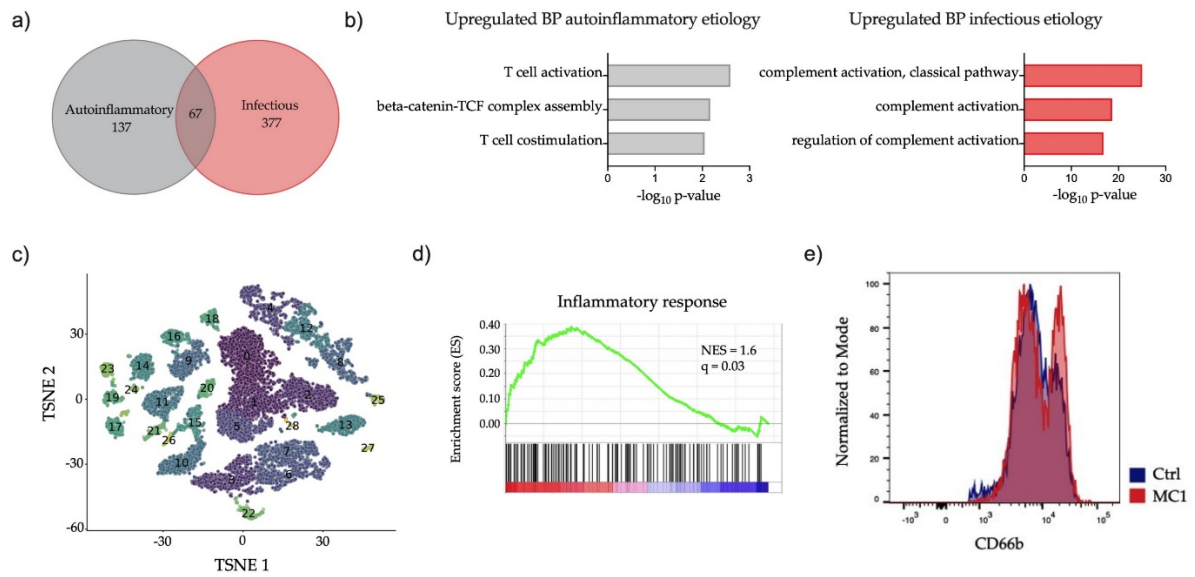 a)
Autoinflammatory
137
67
Infectious
377
b)
Upregulated BP autoinflammatory etiology
T cell activation
beta-catenin-TCF complex assembly
T cell costimulation
0 1 2 3
-log10 p-value
Upregulated BP infectious etiology
complement activation, classical pathway
complement activation
regulation of complement activation
0 10 20 30
-log10 p-value
c)
TSNE 2
30
0
-30
-60
4
18
12
16
0
9
8
14
23
24
20
2
19
11
1
25
17
15
5
28
13
21
26
7
27
10
3
6
22
-30 0 30
TSNE 1
d)
Inflammatory response
Enrichment score (ES)
0.40
0.30
0.20
0.10
0.00
NES = 1.6
q = 0.03
e)
Normalized to Mode
100
80
60
40
20
0
-10³ 0 10³ 10⁴ 10⁵
CD66b
Ctrl
MC1